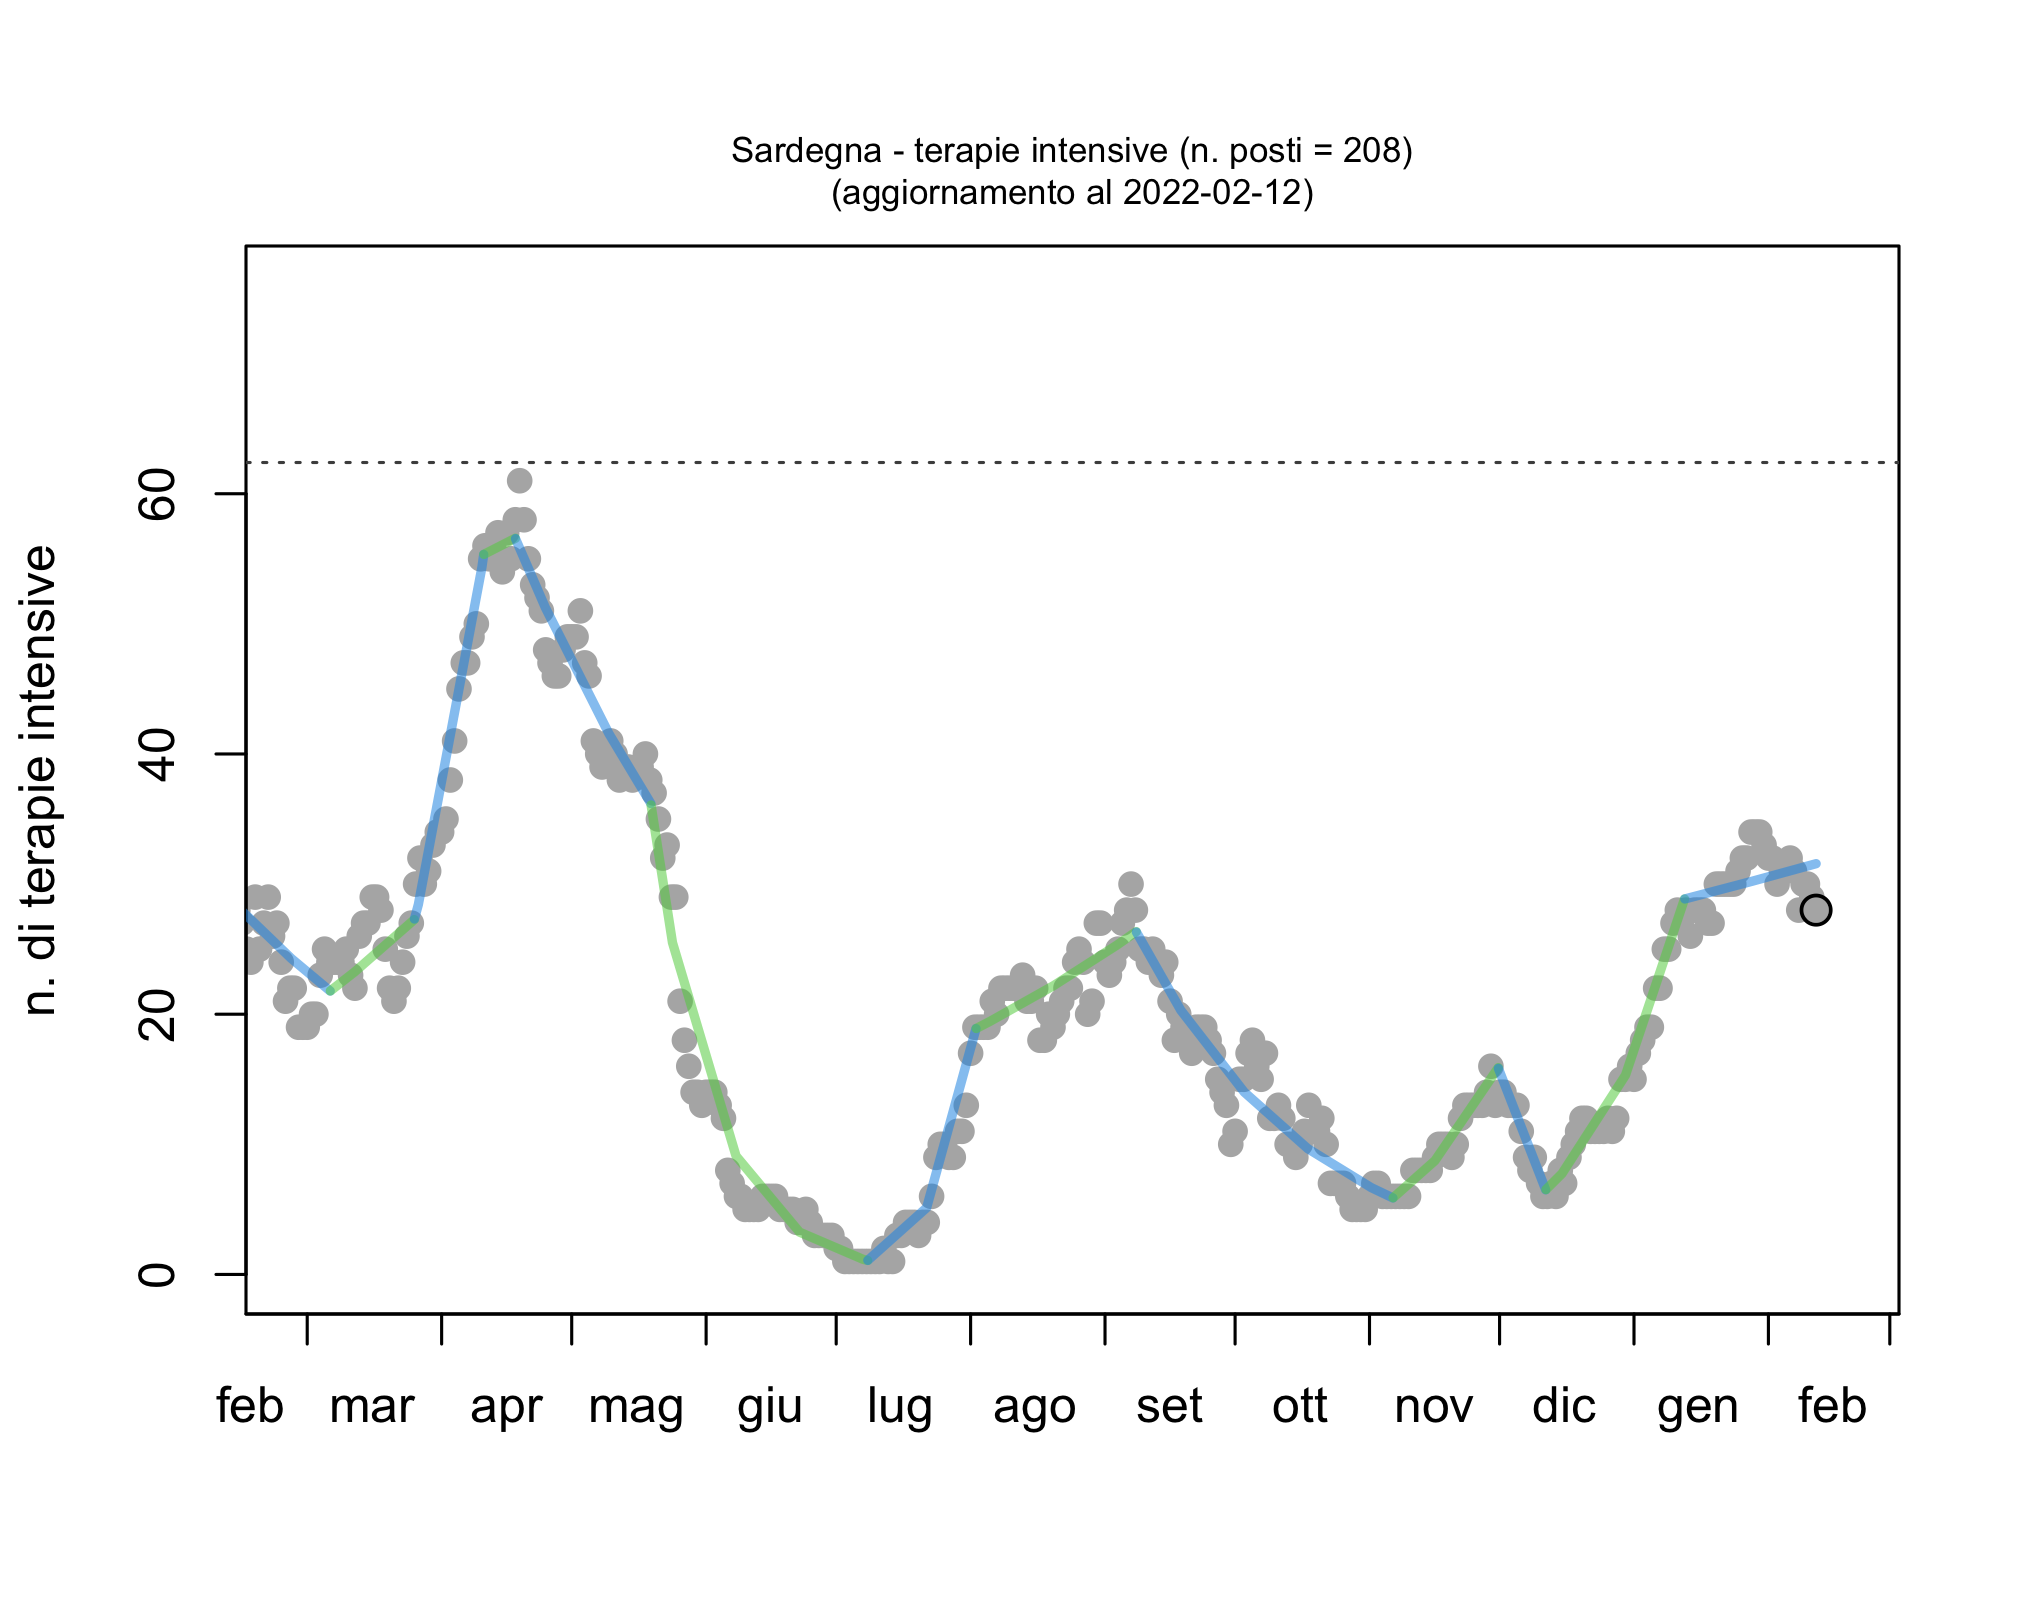 Sardegna - terapie intensive (n. posti = 208)
(aggiornamento al 2022-02-12)
n. di terapie intensive
60
40
20
0
feb mar apr mag giu lug ago set ott nov dic gen feb